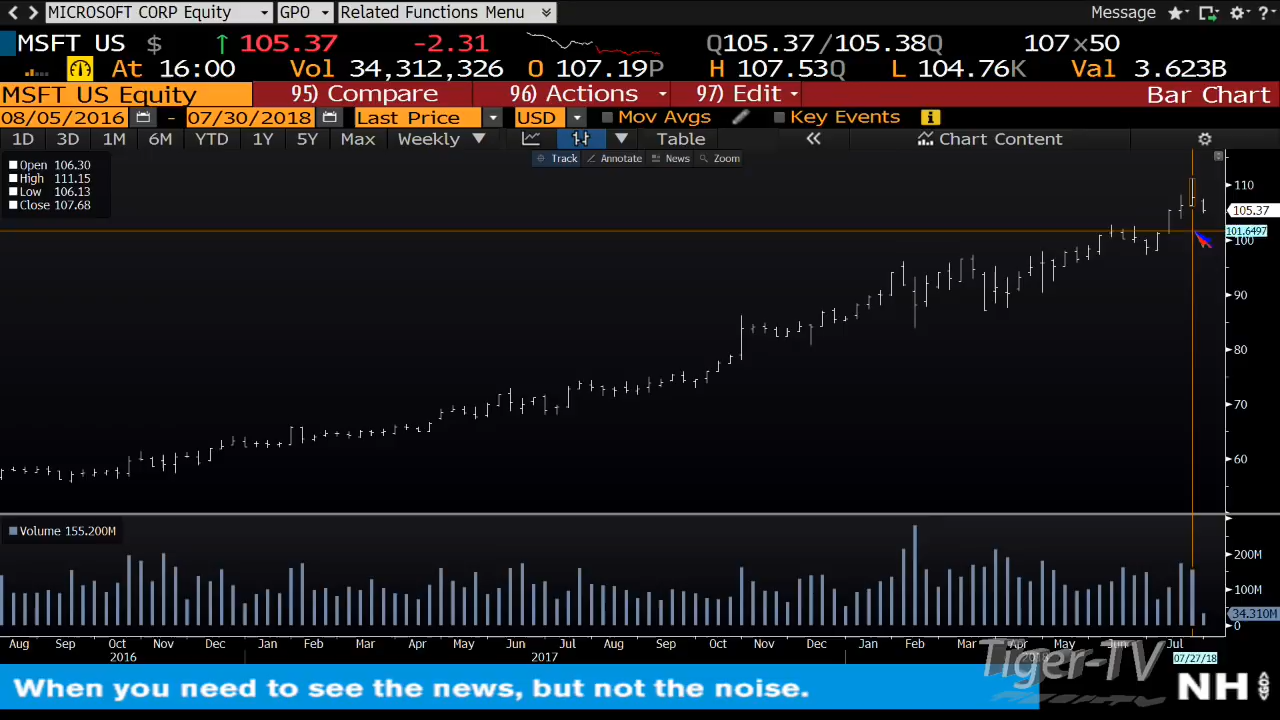 MICROSOFT CORP Equity GPO Related Functions Menu Message ?
MSFT US $ ↑ 105.37 -2.31 Q105.37/105.38Q 107x50
At 16:00 Vol 34,312,326 O 107.19P H 107.53Q L 104.76K Val 3.623B
MSFT US Equity 95) Compare 96) Actions 97) Edit Bar Chart
08/05/2016 - 07/30/2018 Last Price USD Mov Avgs Key Events i
1D 3D 1M 6M YTD 1Y 5Y Max Weekly Table « Chart Content
Track Annotate News Zoom
Open 106.30
High 111.15
Low 106.13
Close 107.68
110
105.37
101.6497
100
90
80
70
60
Volume 155.200M
200M
100M
34.310M
0
Aug Sep Oct Nov Dec Jan Feb Mar Apr May Jun Jul Aug Sep Oct Nov Dec Jan Feb Mar Apr May Jun Jul
2016 2017 2018 07/27/18
Tiger-TV
When you need to see the news, but not the noise.
NH